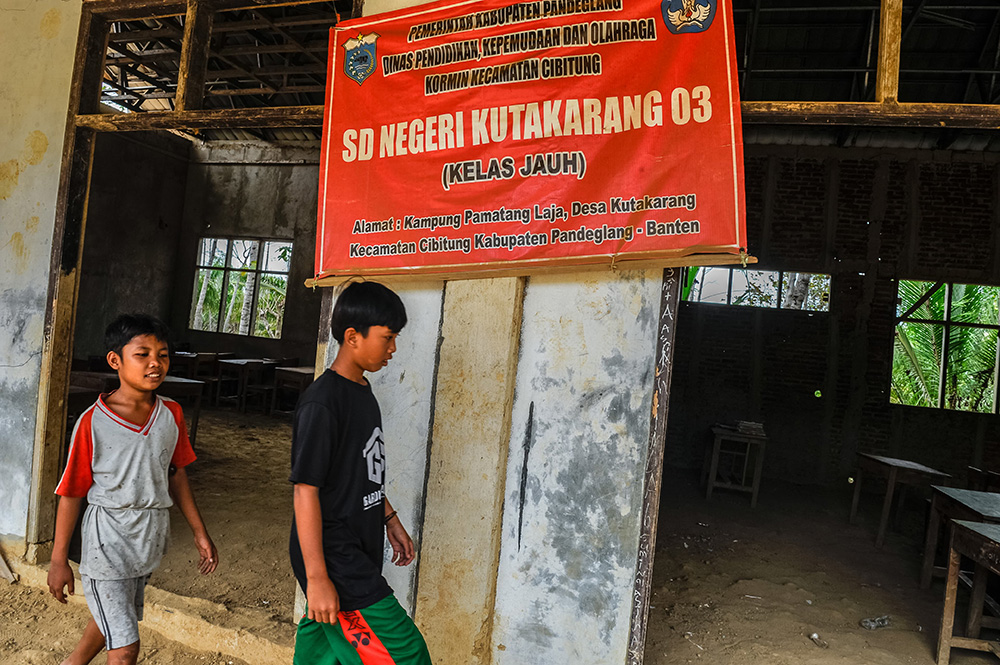 PEMERINTAH KABUPATEN PANDEGLANG
DINAS PENDIDIKAN, KEPEMUDAAN DAN OLAHRAGA
KORMIN KECAMATAN CIBITUNG
SD NEGERI KUTAKARANG 03
(KELAS JAUH)
Alamat : Kampung Pamatang Laja, Desa Kutakarang
Kecamatan Cibitung Kabupaten Pandeglang - Banten